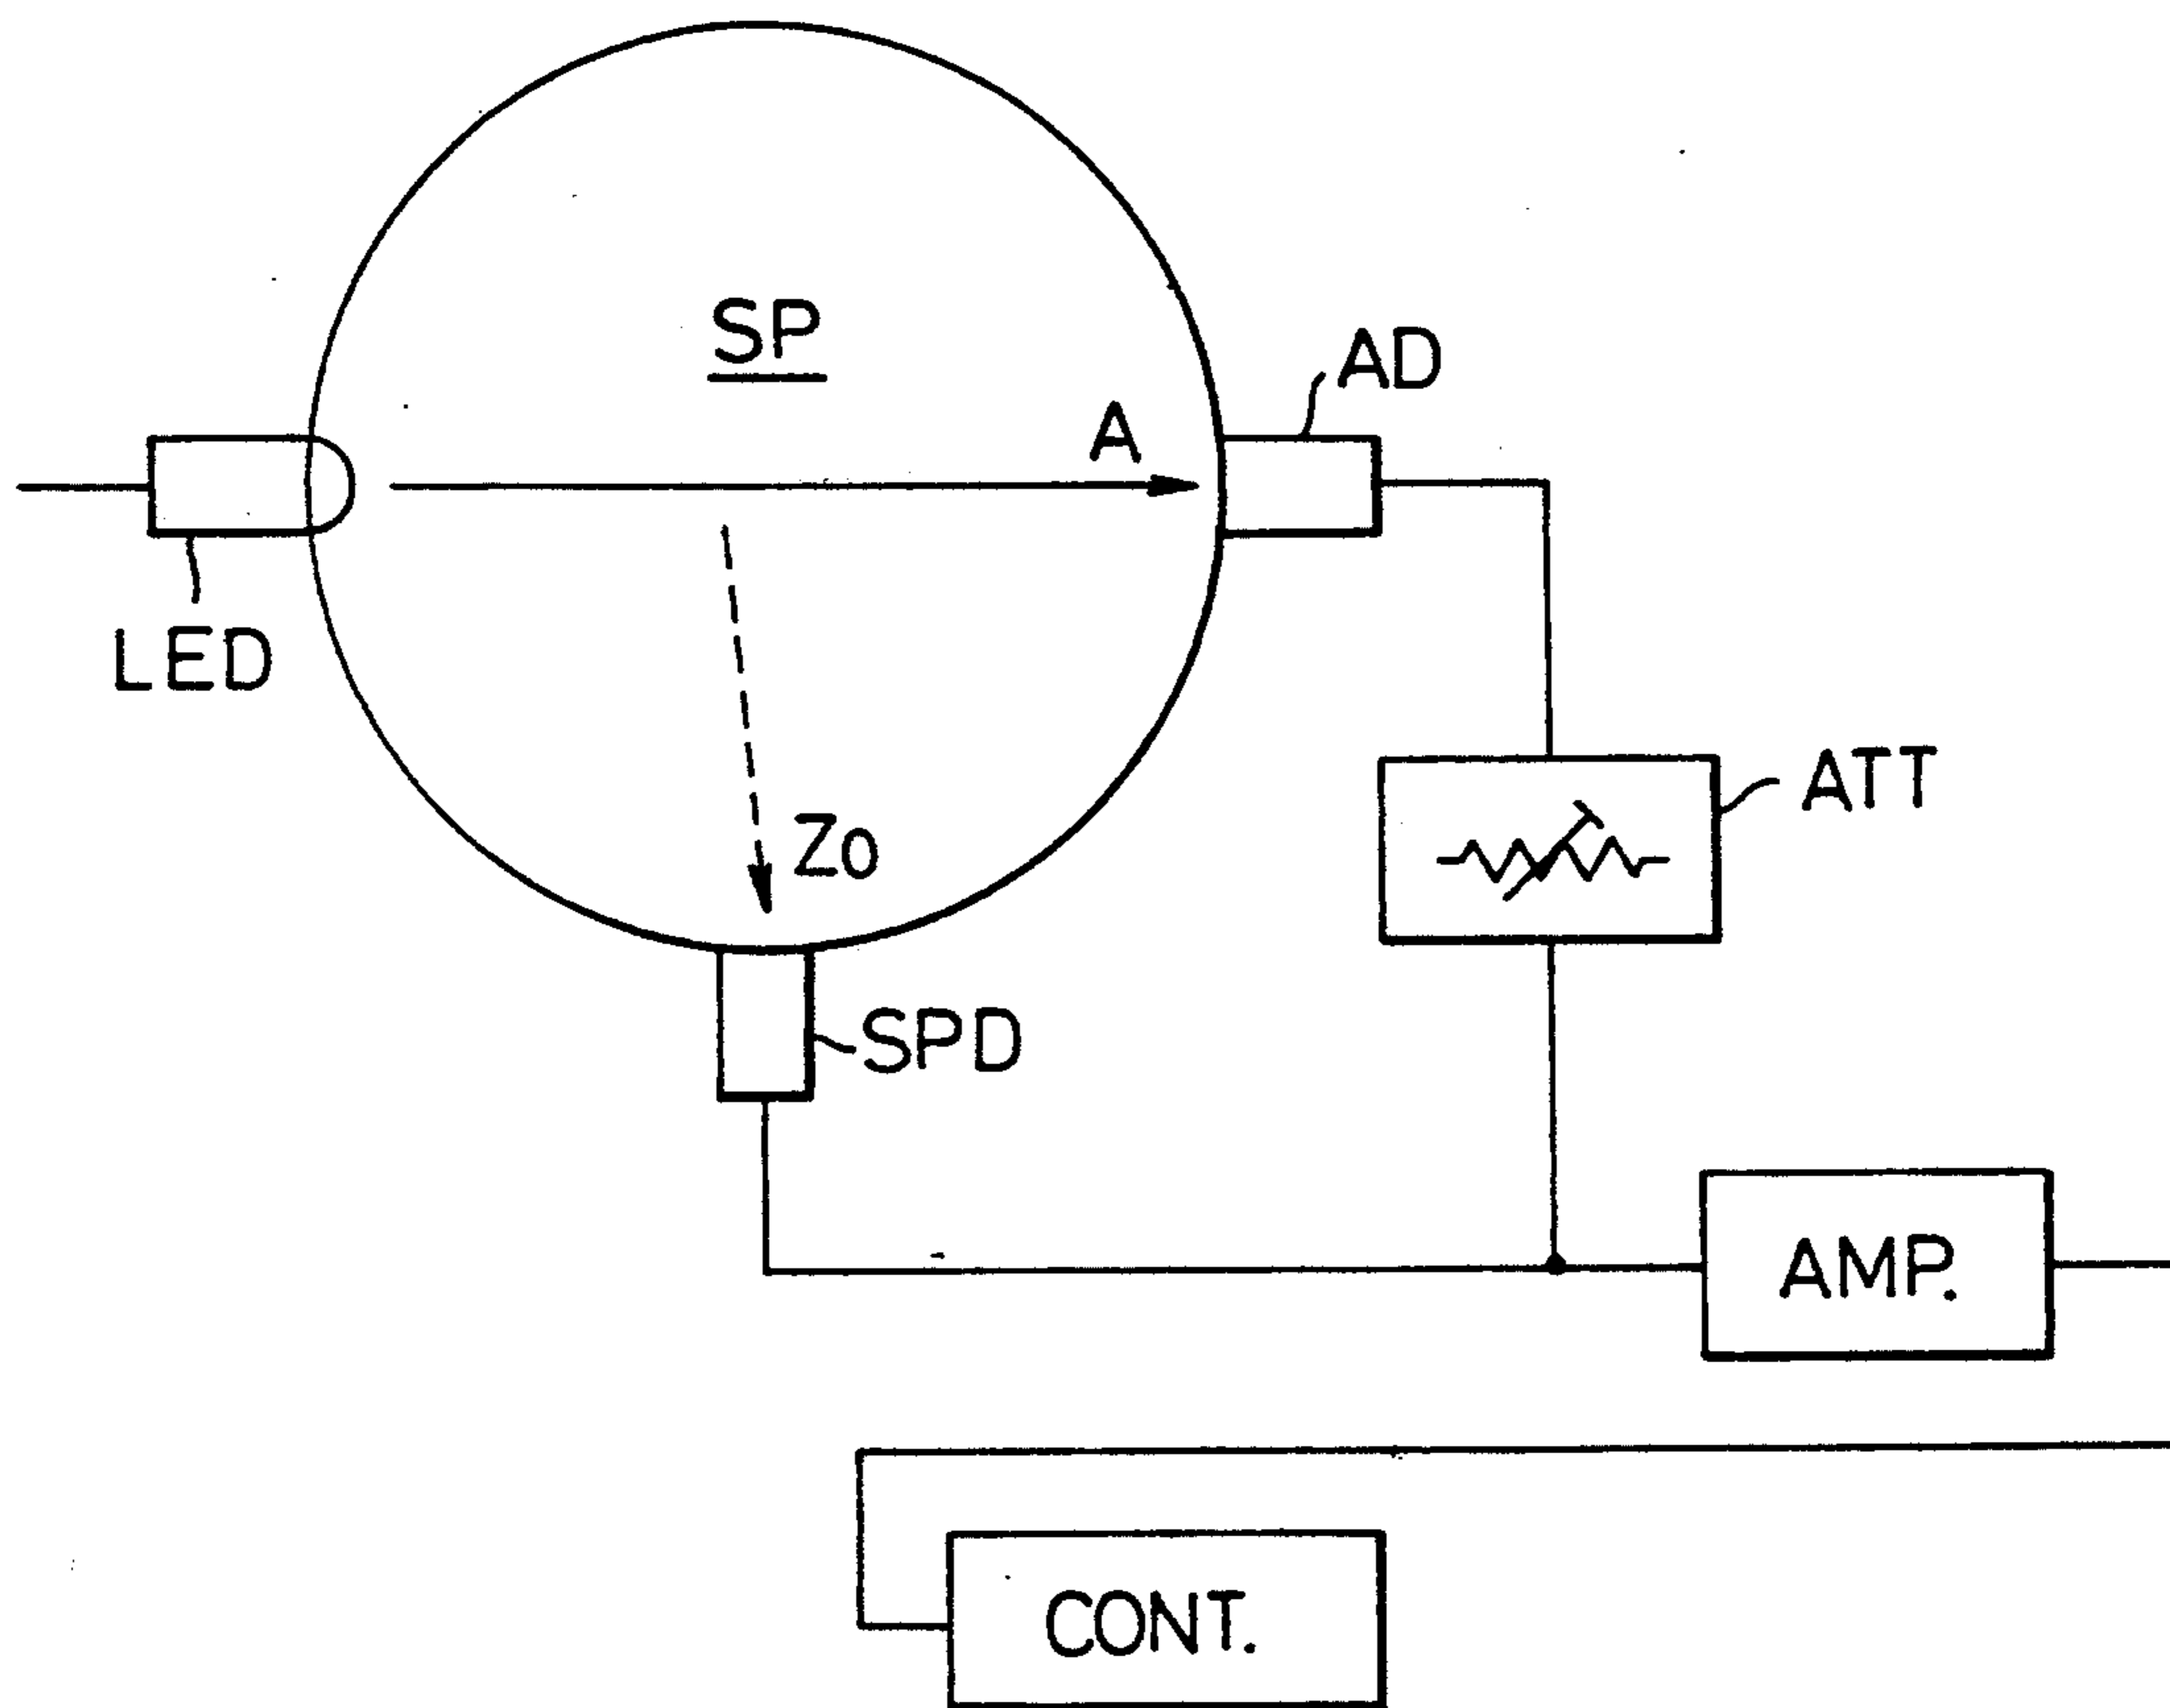 SP
AD
A
LED
ATT
Zo
SPD
AMP.
CONT.